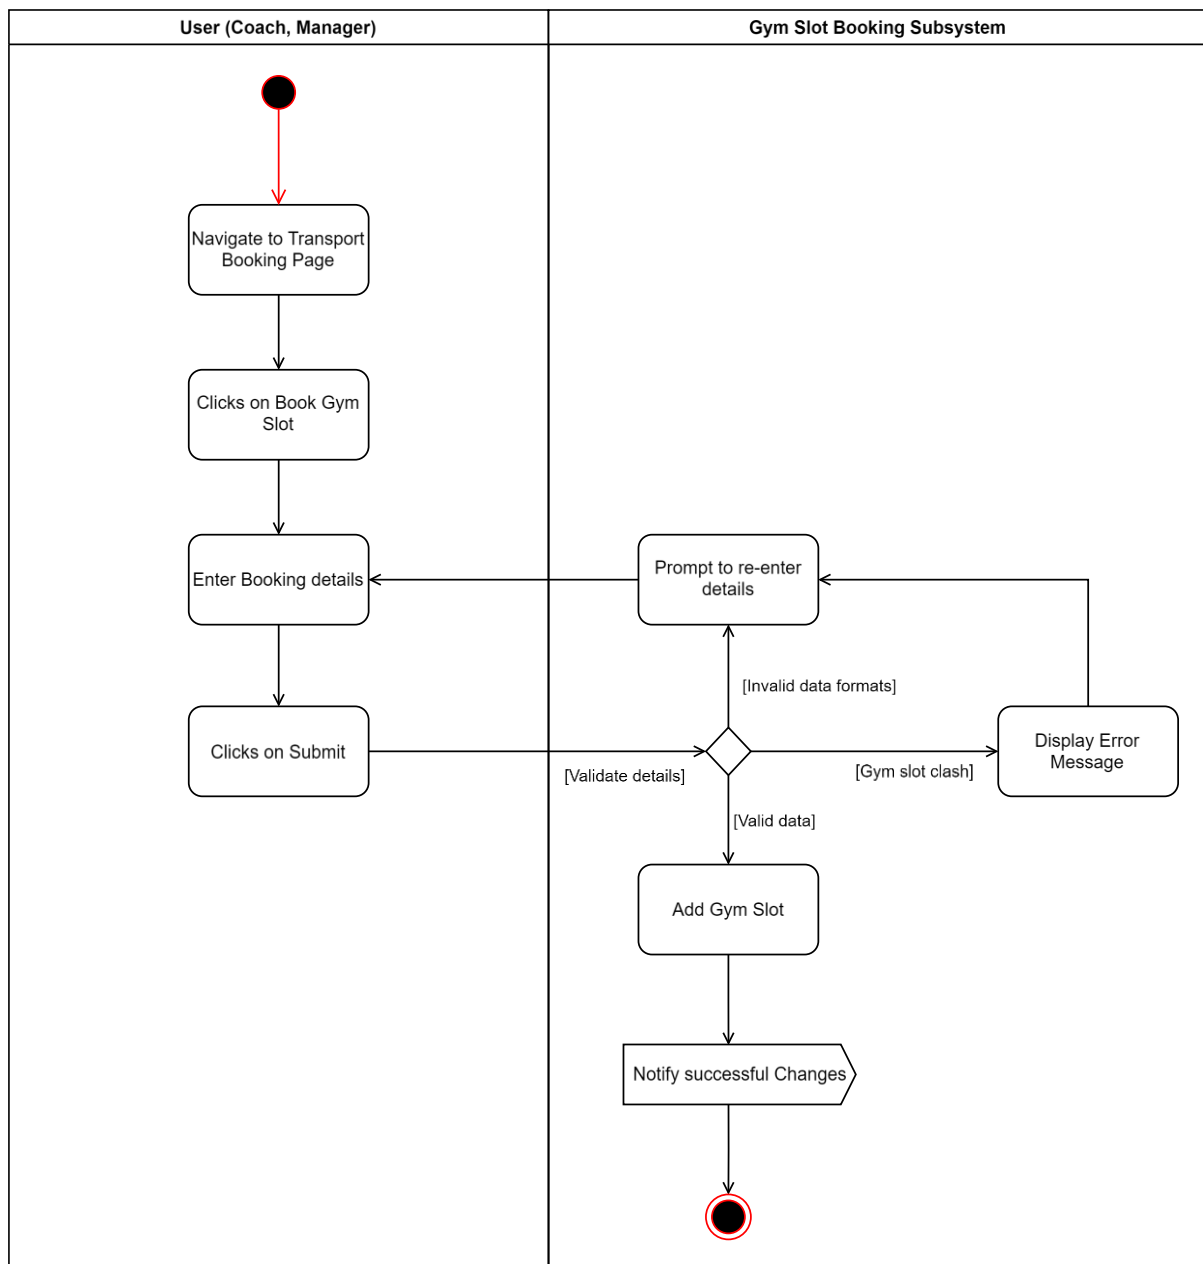 User (Coach, Manager)
Gym Slot Booking Subsystem
Navigate to Transport
Booking Page
Clicks on Book Gym
Slot
Enter Booking details
Prompt to re-enter
details
[Invalid data formats]
Clicks on Submit
[Validate details]
[Gym slot clash]
Display Error
Message
[Valid data]
Add Gym Slot
Notify successful Changes